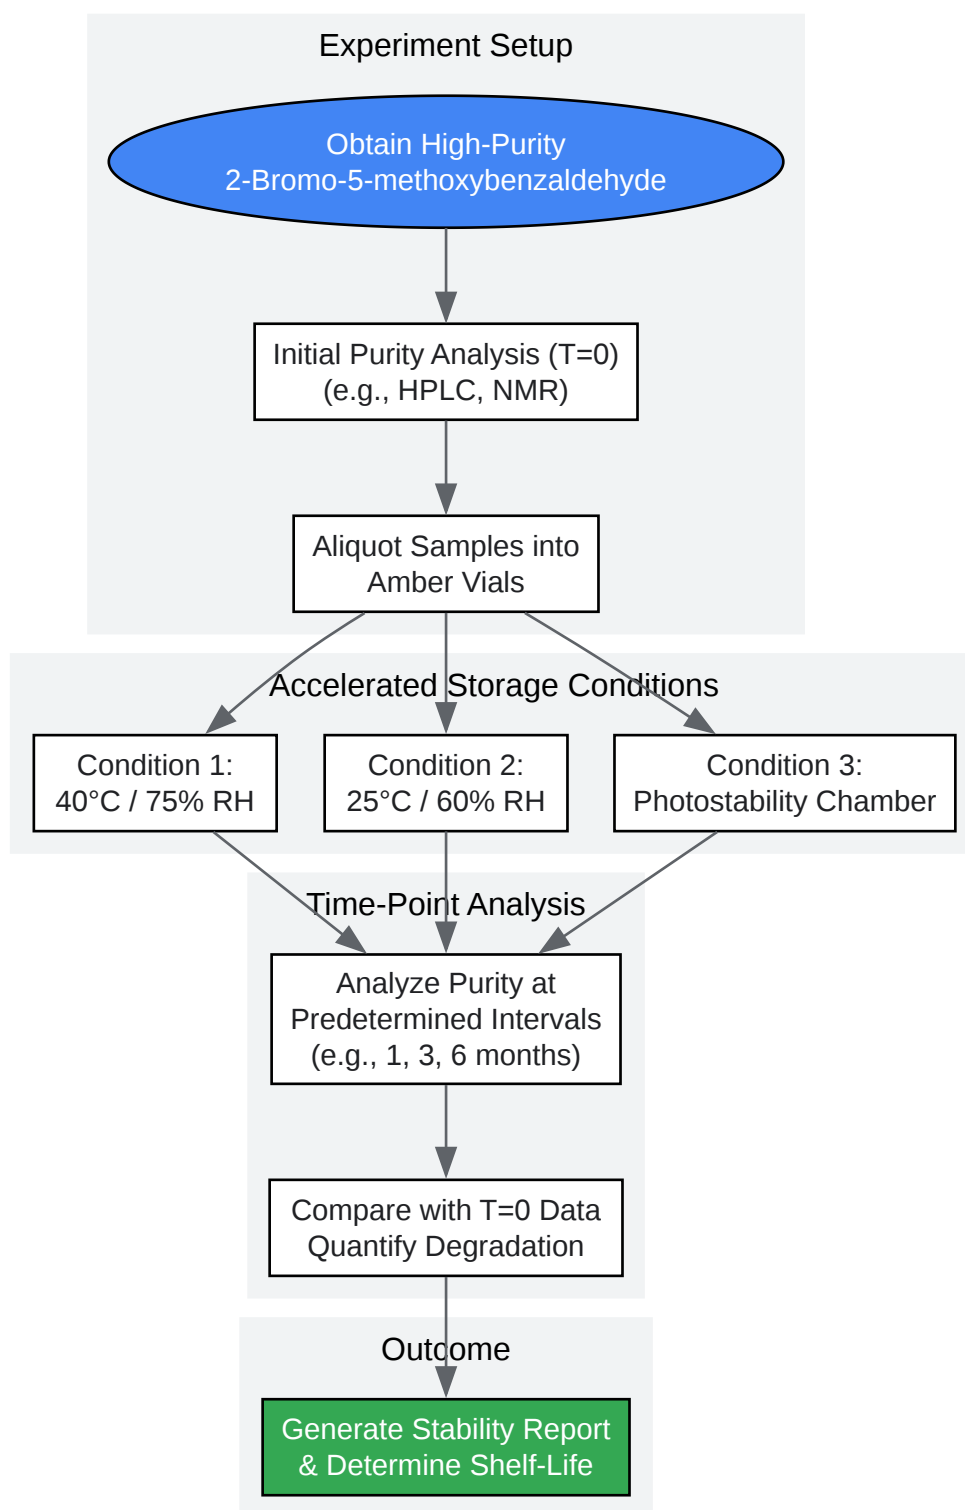 Experiment Setup
Obtain High-Purity
2-Bromo-5-methoxybenzaldehyde
Initial Purity Analysis (T=0)
(e.g., HPLC, NMR)
Aliquot Samples into
Amber Vials
Accelerated Storage Conditions
Condition 1:
40°C / 75% RH
Condition 2:
25°C / 60% RH
Condition 3:
Photostability Chamber
Time-Point Analysis
Analyze Purity at
Predetermined Intervals
(e.g., 1, 3, 6 months)
Compare with T=0 Data
Quantify Degradation
Outcome
Generate Stability Report
& Determine Shelf-Life